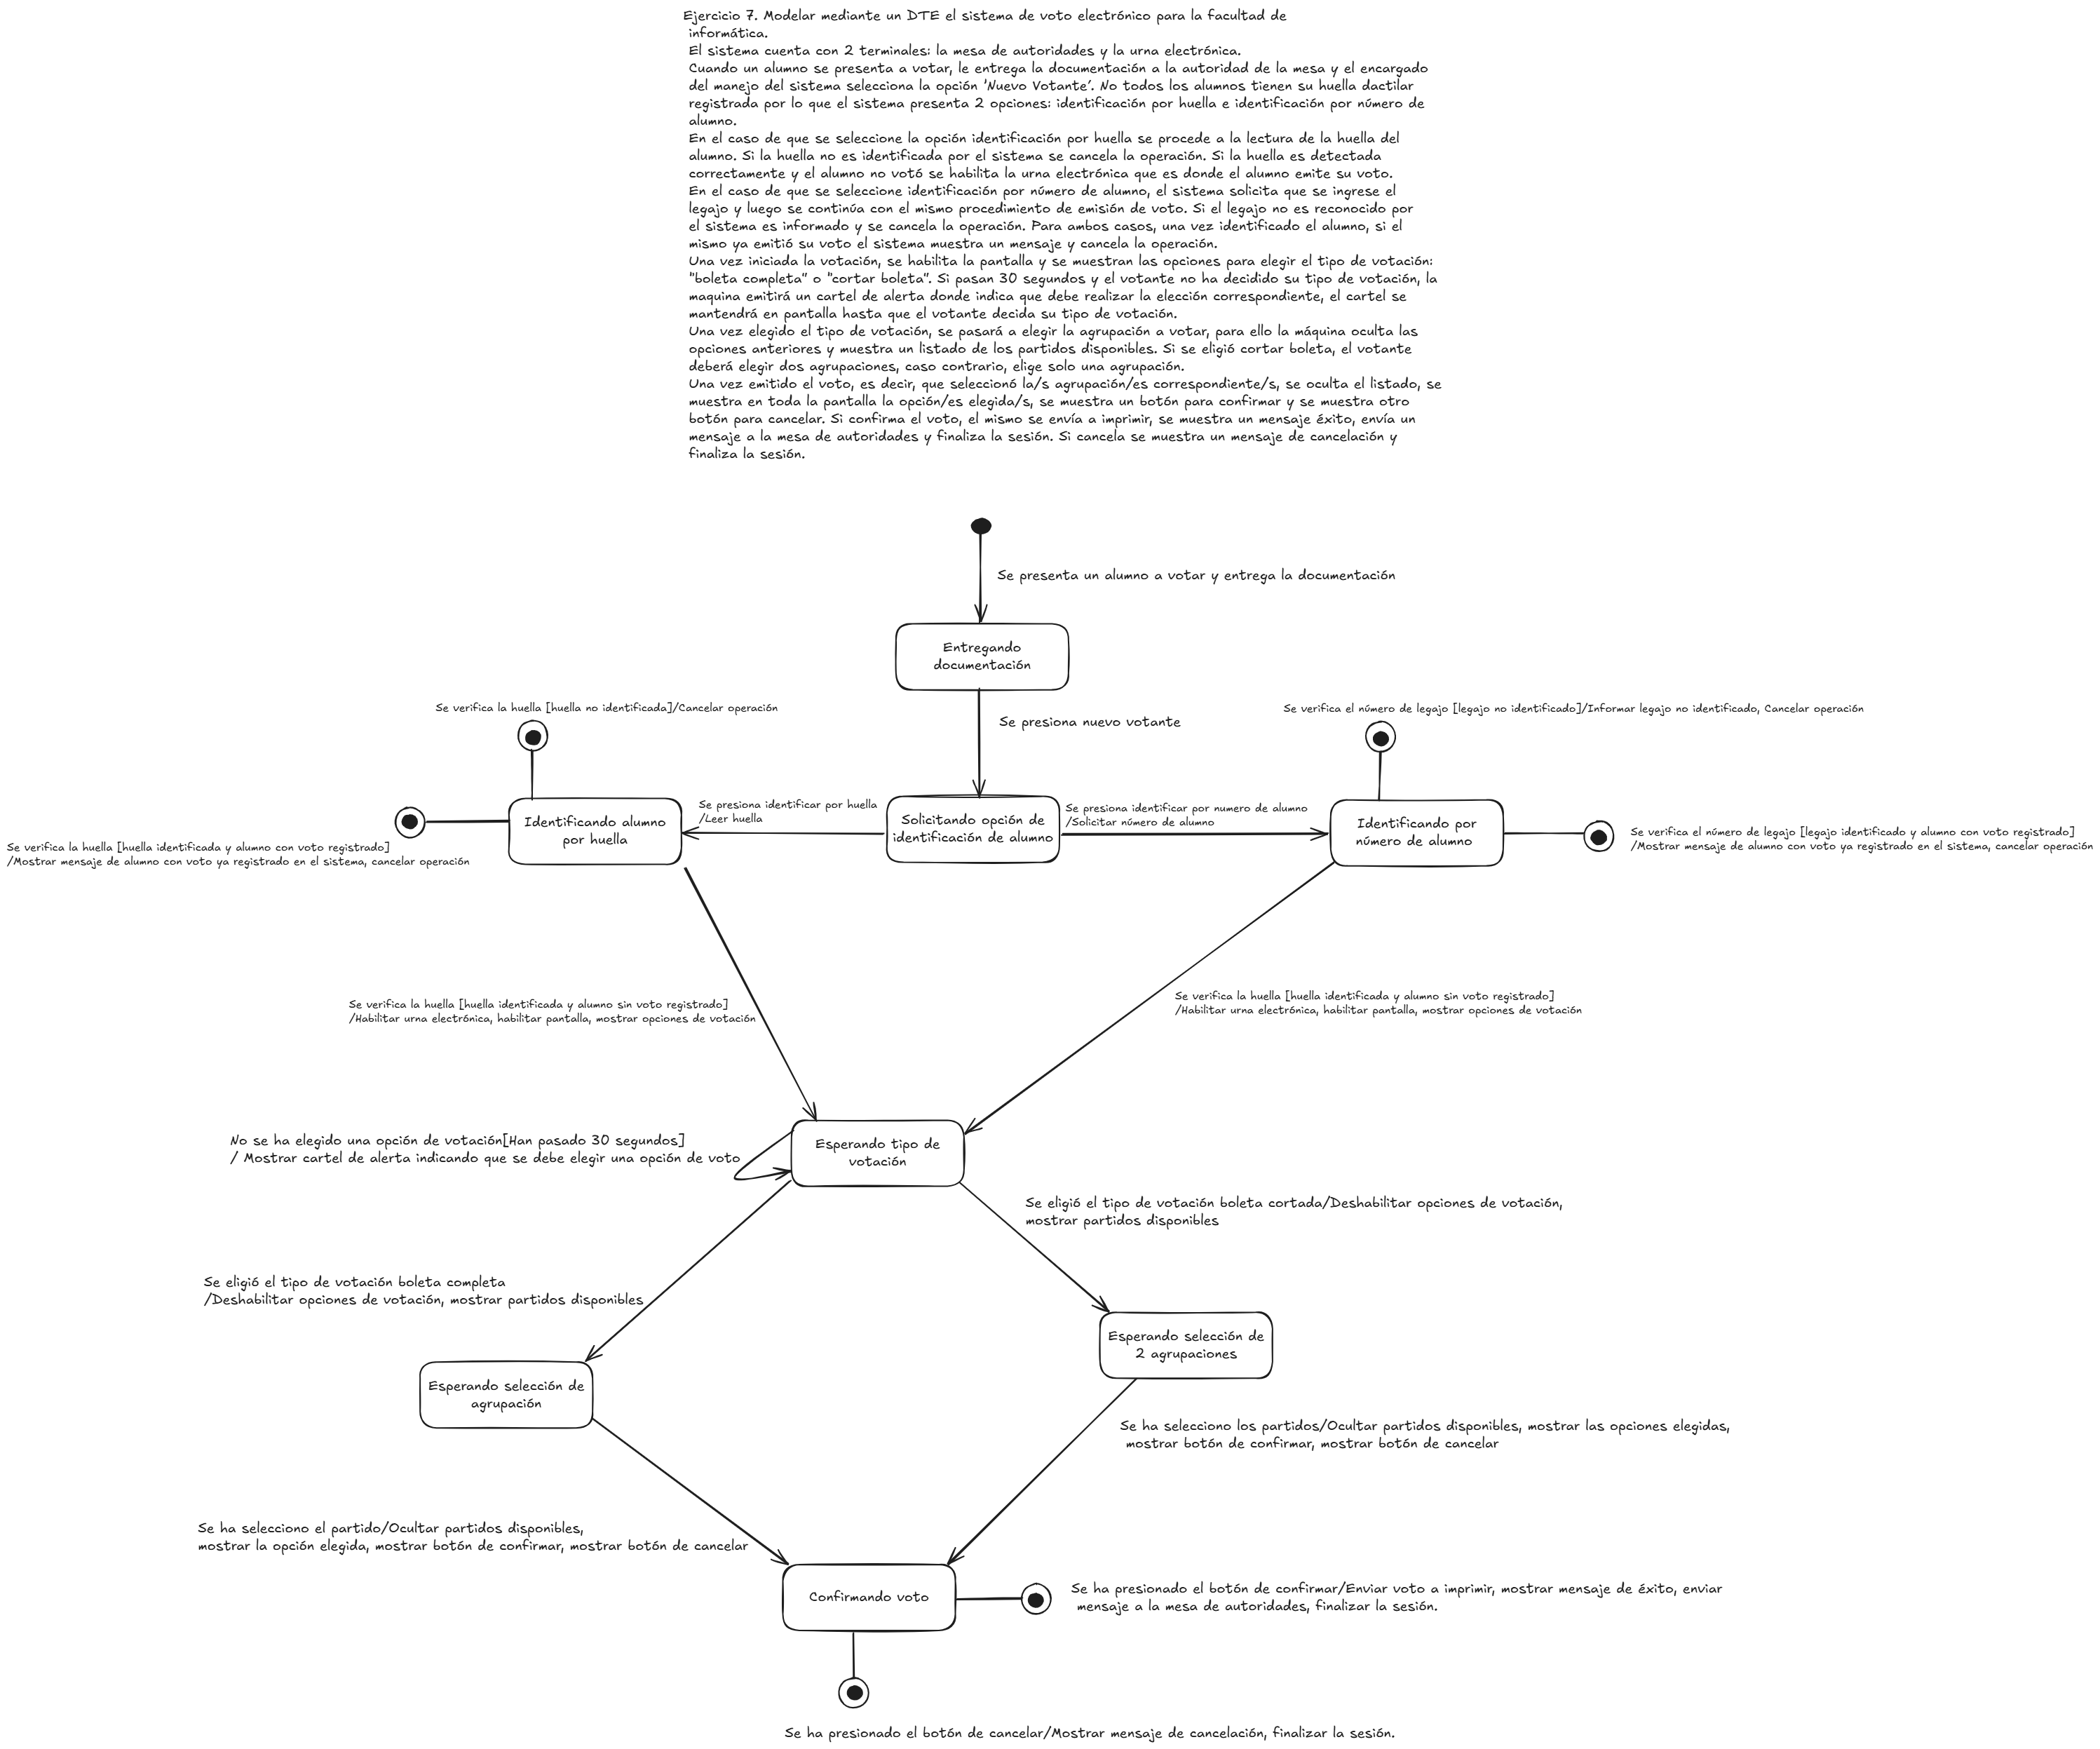 Ejercicio 7. Modelar mediante un DTE el sistema de voto electrónico para la facultad de
informática.
El sistema cuenta con 2 terminales: la mesa de autoridades y la urna electrónica.
Cuando un alumno se presenta a votar, le entrega la documentación a la autoridad de la mesa y el encargado
del manejo del sistema selecciona la opción 'Nuevo Votante’. No todos los alumnos tienen su huella dactilar
registrada por lo que el sistema presenta 2 opciones: identificación por huella e identificación por número de
alumno.
En el caso de que se seleccione la opción identificación por huella se procede a la lectura de la huella del
alumno. Si la huella no es identificada por el sistema se cancela la operación. Si la huella es detectada
correctamente y el alumno no votó se habilita la urna electrónica que es donde el alumno emite su voto.
En el caso de que se seleccione identificación por número de alumno, el sistema solicita que se ingrese el
legajo y luego se continúa con el mismo procedimiento de emisión de voto. Si el legajo no es reconocido por
el sistema es informado y se cancela la operación. Para ambos casos, una vez identificado el alumno, si el
mismo ya emitió su voto el sistema muestra un mensaje y cancela la operación.
Una vez iniciada la votación, se habilita la pantalla y se muestran las opciones para elegir el tipo de votación:
"boleta completa” o "cortar boleta”. Si pasan 30 segundos y el votante no ha decidido su tipo de votación, la
maquina emitirá un cartel de alerta donde indica que debe realizar la elección correspondiente, el cartel se
mantendrá en pantalla hasta que el votante decida su tipo de votación.
Una vez elegido el tipo de votación, se pasará a elegir la agrupación a votar, para ello la máquina oculta las
opciones anteriores y muestra un listado de los partidos disponibles. Si se eligió cortar boleta, el votante
deberá elegir dos agrupaciones, caso contrario, elige solo una agrupación.
Una vez emitido el voto, es decir, que seleccionó la/s agrupación/es correspondiente/s, se oculta el listado, se
muestra en toda la pantalla la opción/es elegida/s, se muestra un botón para confirmar y se muestra otro
botón para cancelar. Si confirma el voto, el mismo se envía a imprimir, se muestra un mensaje éxito, envía un
mensaje a la mesa de autoridades y finaliza la sesión. Si cancela se muestra un mensaje de cancelación y
finaliza la sesión.
Se presenta un alumno a votar y entrega la documentación
Entregando
documentación
Se verifica la huella [huella no identificada]/Cancelar operación
Se presiona nuevo votante
Se verifica el número de legajo [legajo no identificado]/Informar legajo no identificado, Cancelar operación
Se verifica la huella [huella identificada y alumno con voto registrado]
/Mostrar mensaje de alumno con voto ya registrado en el sistema, cancelar operación
Identificando alumno
por huella
Se presiona identificar por huella
/Leer huella
Solicitando opción de
identificación de alumno
Se presiona identificar por numero de alumno
/Solicitar número de alumno
Identificando por
número de alumno
Se verifica el número de legajo [legajo identificado y alumno con voto registrado]
/Mostrar mensaje de alumno con voto ya registrado en el sistema, cancelar operación
Se verifica la huella [huella identificada y alumno sin voto registrado]
/Habilitar urna electrónica, habilitar pantalla, mostrar opciones de votación
Se verifica la huella [huella identificada y alumno sin voto registrado]
/Habilitar urna electrónica, habilitar pantalla, mostrar opciones de votación
No se ha elegido una opción de votación[Han pasado 30 segundos]
/ Mostrar cartel de alerta indicando que se debe elegir una opción de voto
Esperando tipo de
votación
Se eligió el tipo de votación boleta cortada/Deshabilitar opciones de votación,
mostrar partidos disponibles
Se eligió el tipo de votación boleta completa
/Deshabilitar opciones de votación, mostrar partidos disponibles
Esperando selección de
2 agrupaciones
Esperando selección de
agrupación
Se ha selecciono los partidos/Ocultar partidos disponibles, mostrar las opciones elegidas,
mostrar botón de confirmar, mostrar botón de cancelar
Se ha selecciono el partido/Ocultar partidos disponibles,
mostrar la opción elegida, mostrar botón de confirmar, mostrar botón de cancelar
Confirmando voto
Se ha presionado el botón de confirmar/Enviar voto a imprimir, mostrar mensaje de éxito, enviar
mensaje a la mesa de autoridades, finalizar la sesión.
Se ha presionado el botón de cancelar/Mostrar mensaje de cancelación, finalizar la sesión.